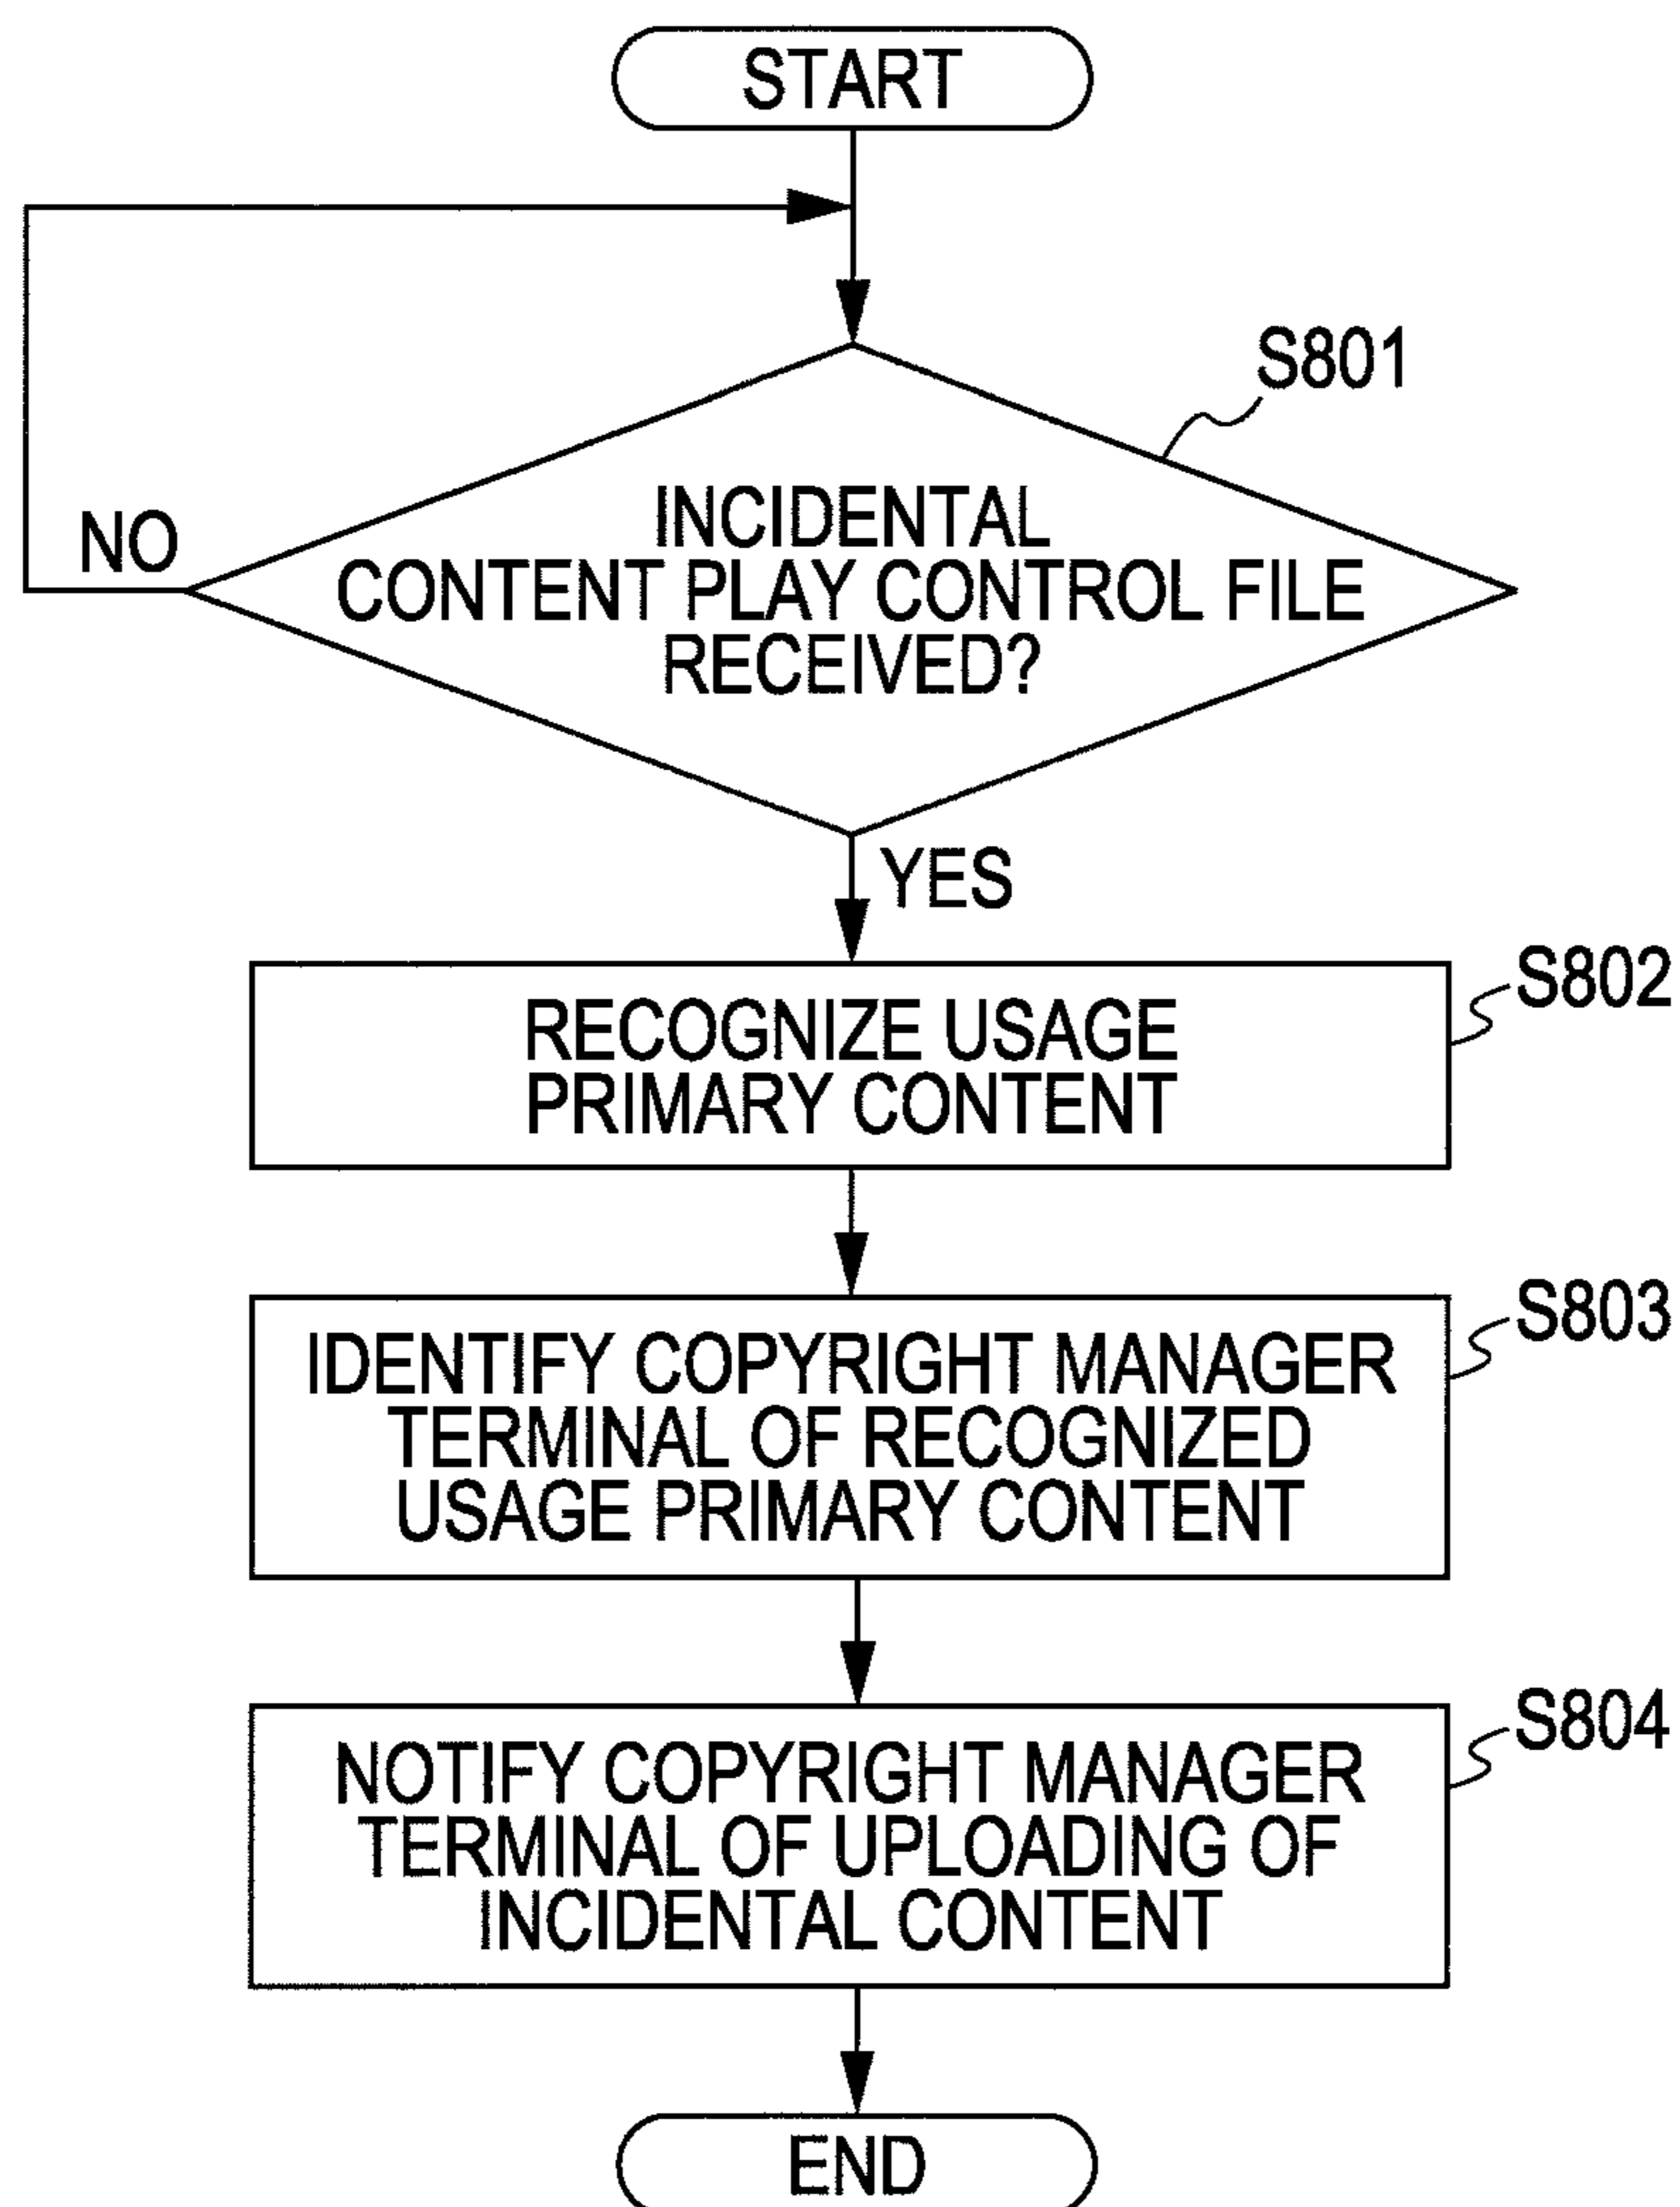 START
S801
INCIDENTAL
CONTENT PLAY CONTROL FILE
RECEIVED?
NO
YES
S802
RECOGNIZE USAGE
PRIMARY CONTENT
S803
IDENTIFY COPYRIGHT MANAGER
TERMINAL OF RECOGNIZED
USAGE PRIMARY CONTENT
S804
NOTIFY COPYRIGHT MANAGER
TERMINAL OF UPLOADING OF
INCIDENTAL CONTENT
END